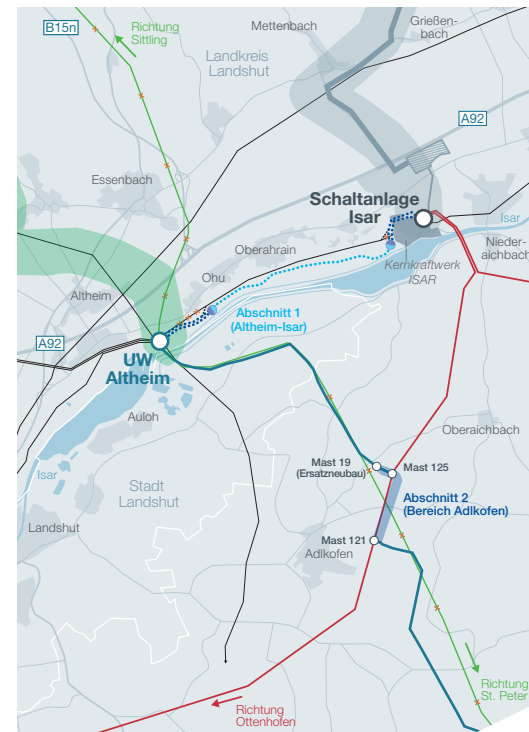 B15n
Richtung
Sittling
Mettenbach
Grießen-
bach
Landkreis
Landshut
A92
Essenbach
Schaltanlage
Isar
Isar
Oberahrain
Nieder-
aichbach
Kernkraftwerk
ISAR
Ohu
Altheim
Abschnitt 1
(Altheim-Isar)
A92
UW
Altheim
Auloh
Oberaichbach
Mast 19
(Ersatzneubau)
Mast 125
Isar
Stadt
Landshut
Abschnitt 2
(Bereich Adlkofen)
Landshut
Mast 121
Adlkofen
Richtung
St. Peter
Richtung
Ottenhofen